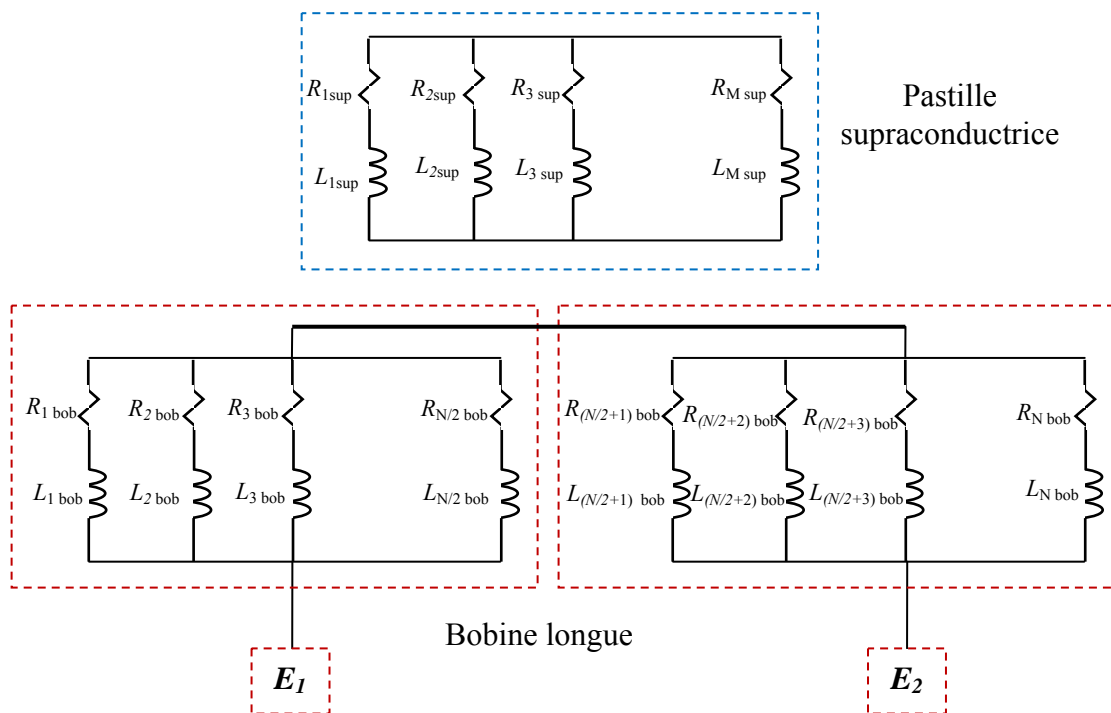 R1sup R2sup R3 sup RM sup
L1sup L2sup L3 sup LM sup
Pastille
supraconductrice
R1 bob R2 bob R3 bob RN/2 bob
L1 bob L2 bob L3 bob LN/2 bob
R(N/2+1) bob R(N/2+2) bob R(N/2+3) bob RN bob
L(N/2+1) bob L(N/2+2) bob L(N/2+3) bob LN bob
Bobine longue
E1 E2